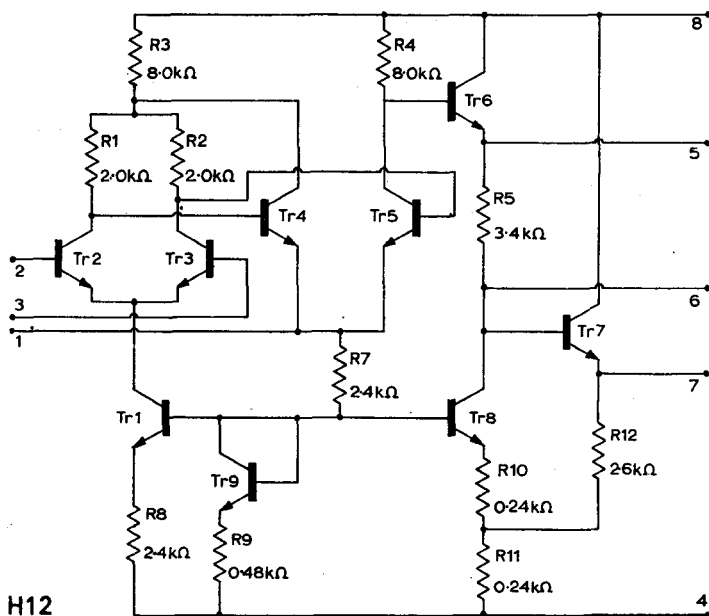 R3
8·0kΩ
R4
8·0kΩ
8
Tr6
R1
2·0kΩ
R2
2·0kΩ
5
R5
3·4kΩ
Tr4
Tr5
2
Tr2
Tr3
3
1
6
Tr7
R7
2·4kΩ
7
Tr1
Tr8
R12
2·6kΩ
Tr9
R10
0·24kΩ
R8
2·4kΩ
R9
0·48kΩ
R11
0·24kΩ
4
H12